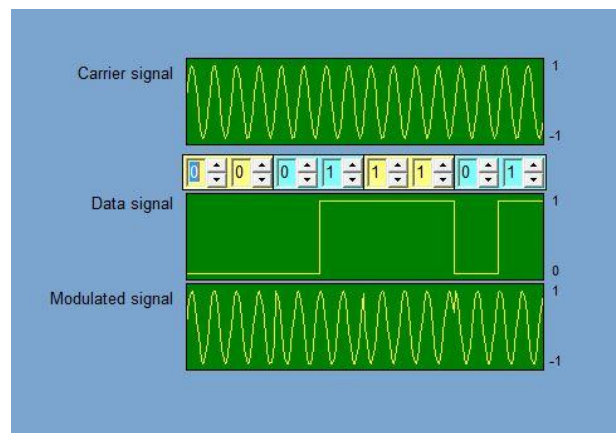 Carrier signal 1
-1
0 0 0 1 1 1 0 1
Data signal 1
0
Modulated signal 1
-1